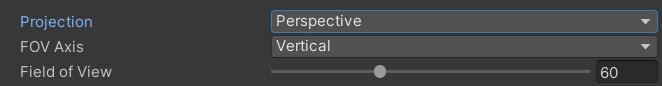 Projection Perspective
FOV Axis Vertical
Field of View 60